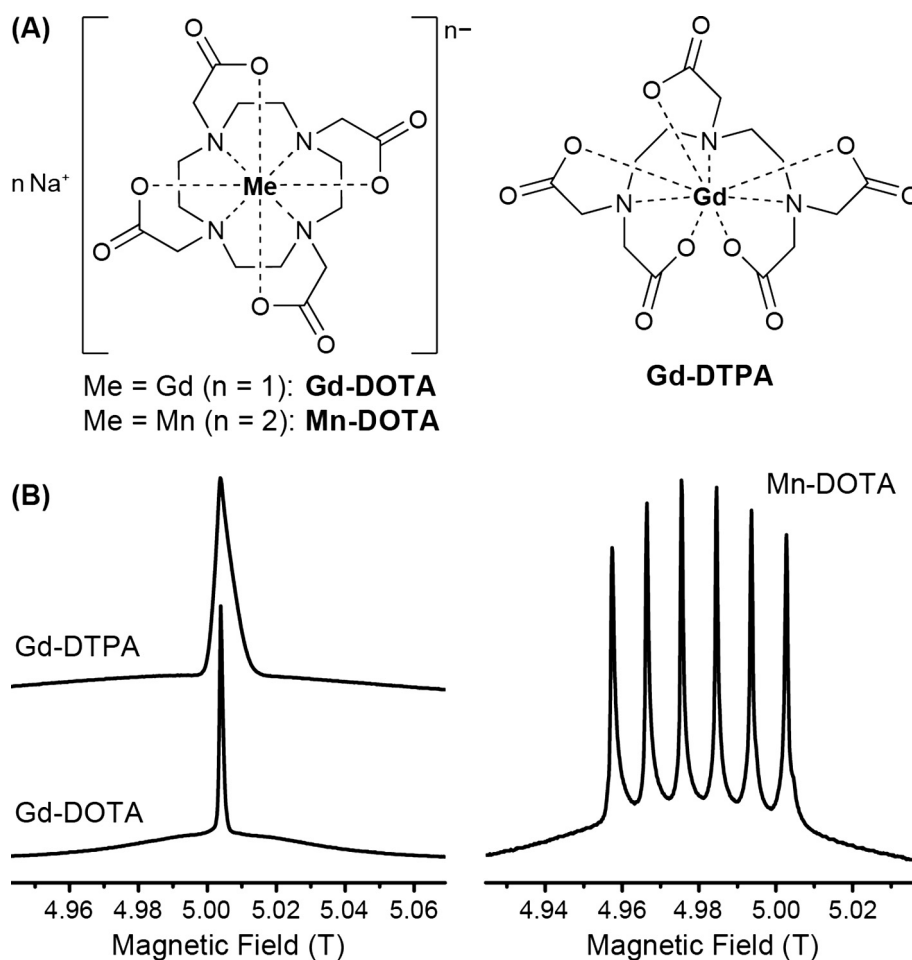 (A)
n–
n Na⁺
O
O
O
O
O
O
O
O
N
N
N
N
Me
O
O
O
O
O
O
O
O
O
O
N
N
N
Gd
Me = Gd (n = 1): Gd-DOTA
Me = Mn (n = 2): Mn-DOTA
Gd-DTPA
(B)
Mn-DOTA
Gd-DTPA
Gd-DOTA
4.96 4.98 5.00 5.02 5.04 5.06
4.94 4.96 4.98 5.00 5.02
Magnetic Field (T)
Magnetic Field (T)